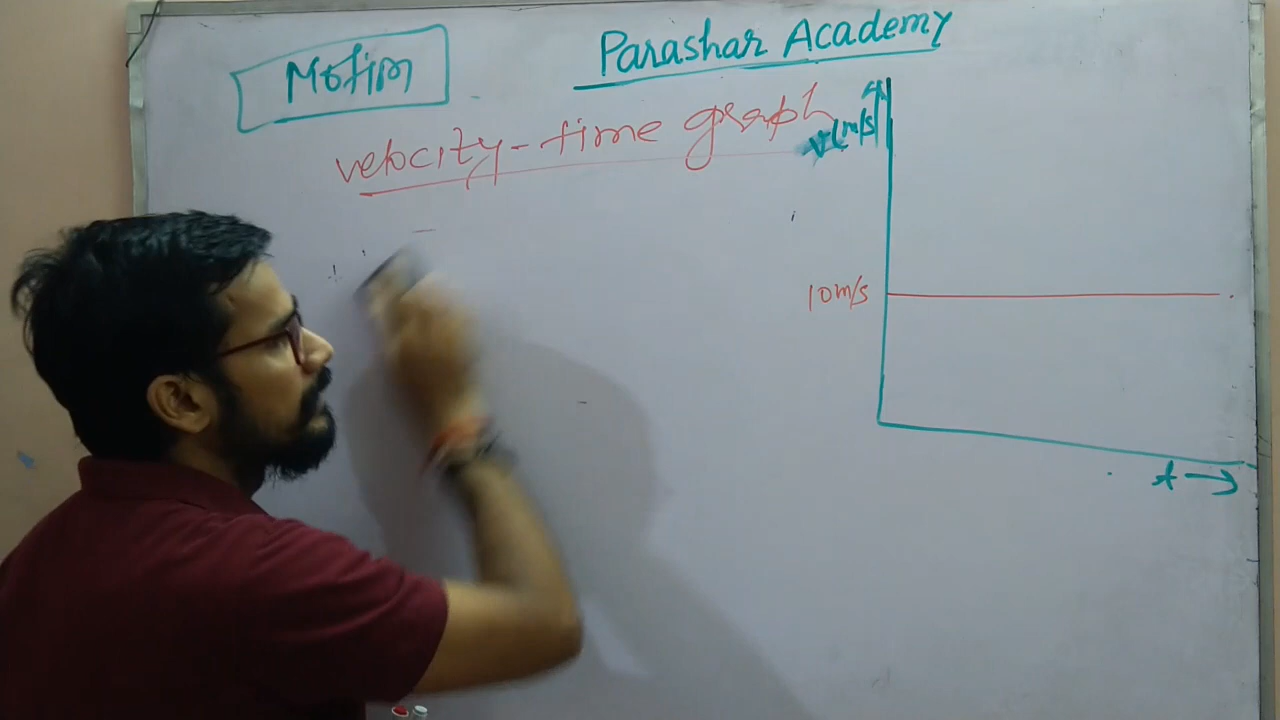 Parashar Academy
Motion
velocity-time graph
v(m/s)
10m/s
t →